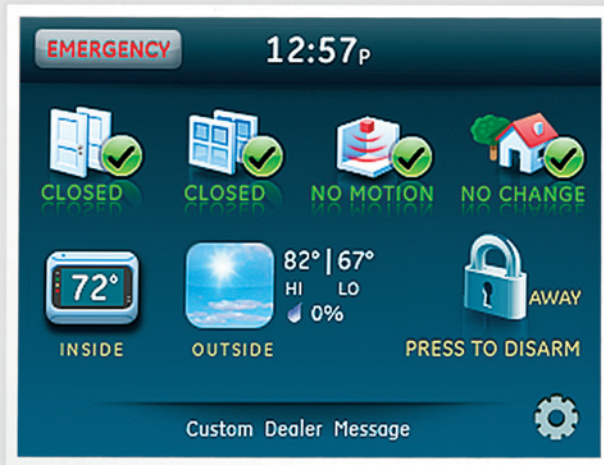 EMERGENCY
12:57P
CLOSED
CLOSED
NO MOTION
NO CHANGE
72°
82° | 67°
HI LO
0%
AWAY
INSIDE
OUTSIDE
PRESS TO DISARM
Custom Dealer Message